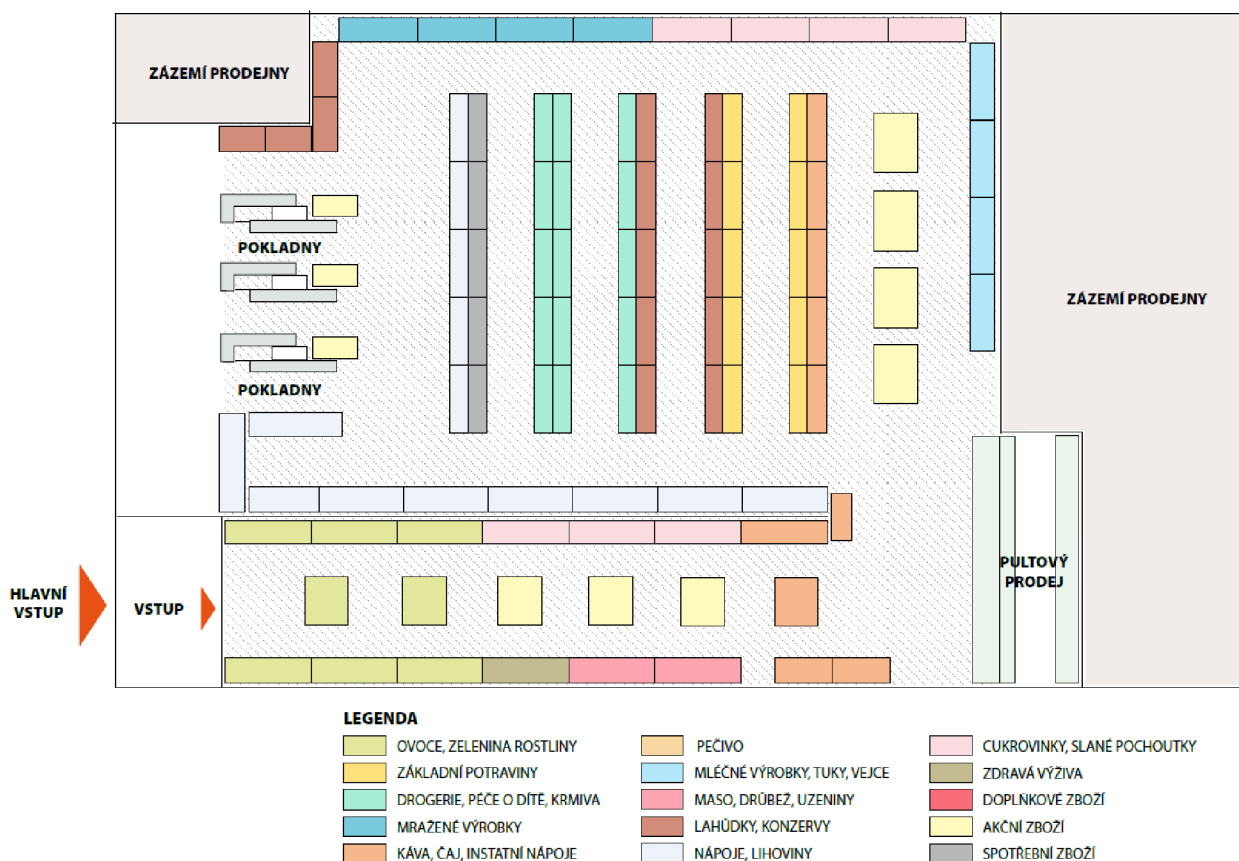 ZÁZEMÍ PRODEJNY
POKLADNY
ZÁZEMÍ PRODEJNY
POKLADNY
HLAVNÍ
VSTUP
VSTUP
PULTOVÝ
PRODEJ
LEGENDA
OVOCE, ZELENINA ROSTLINY
ZÁKLADNÍ POTRAVINY
DROGERIE, PÉČE O DÍTĚ, KRMIVA
MRAŽENÉ VÝROBKY
KÁVA, ČAJ, INSTATNÍ NÁPOJE
PEČIVO
MLÉČNÉ VÝROBKY, TUKY, VEJCE
MASO, DRŮBEŽ, UZENINY
LAHŮDKY, KONZERVY
NÁPOJE, LIHOVINY
CUKROVINKY, SLANÉ POCHOUTKY
ZDRAVÁ VÝŽIVA
DOPLŇKOVÉ ZBOŽÍ
AKČNÍ ZBOŽÍ
SPOTŘEBNÍ ZBOŽÍ